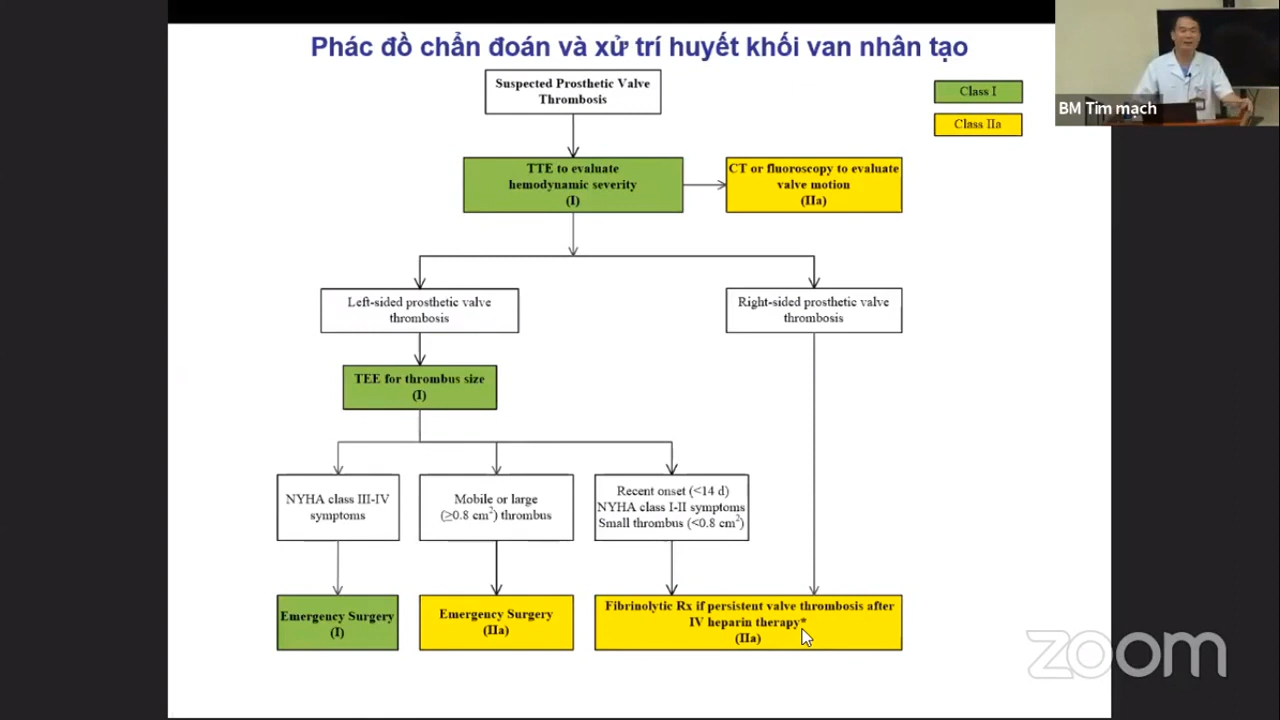 Phác đồ chẩn đoán và xử trí huyết khối van nhân tạo
Suspected Prosthetic Valve
Thrombosis
Class I
Class IIa
BM Tim mạch
TTE to evaluate
hemodynamic severity
(I)
CT or fluoroscopy to evaluate
valve motion
(IIa)
Left-sided prosthetic valve
thrombosis
Right-sided prosthetic valve
thrombosis
TEE for thrombus size
(I)
NYHA class III-IV
symptoms
Mobile or large
(≥0.8 cm²) thrombus
Recent onset (<14 d)
NYHA class I-II symptoms
Small thrombus (<0.8 cm²)
Emergency Surgery
(I)
Emergency Surgery
(IIa)
Fibrinolytic Rx if persistent valve thrombosis after
IV heparin therapy*
(IIa)
zoom